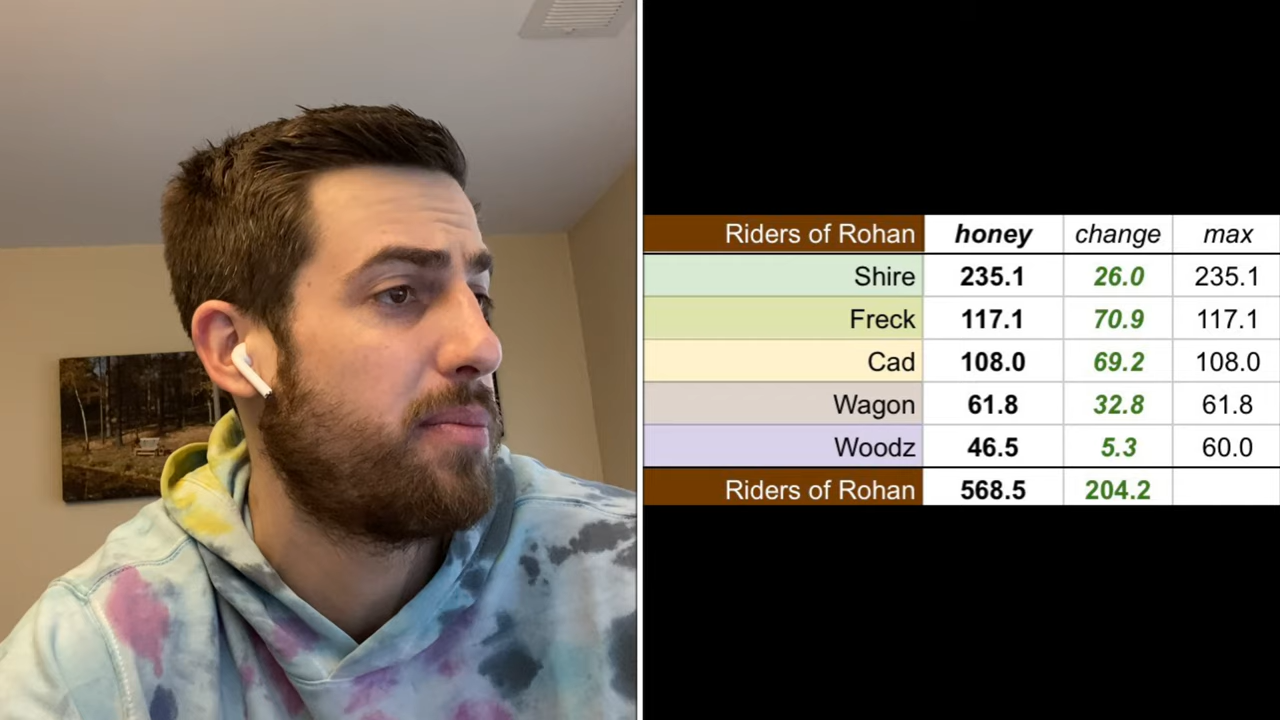 Riders of Rohan honey change max
Shire 235.1 26.0 235.1
Freck 117.1 70.9 117.1
Cad 108.0 69.2 108.0
Wagon 61.8 32.8 61.8
Woodz 46.5 5.3 60.0
Riders of Rohan 568.5 204.2